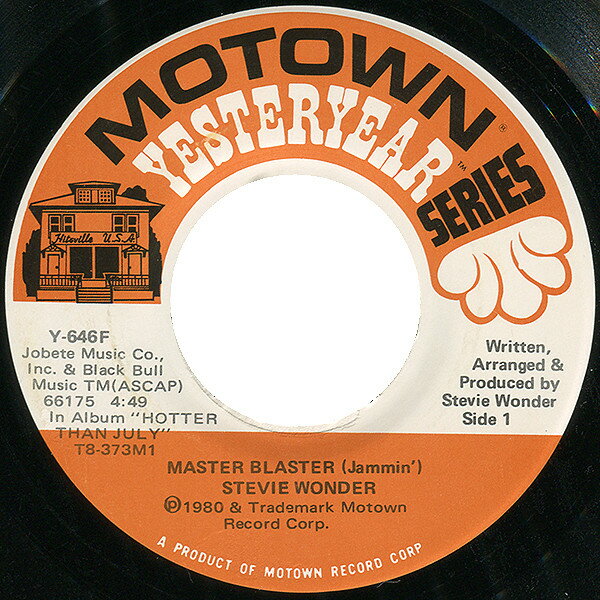 MOTOWN®
YESTERYEAR™
SERIES
Hitsville U.S.A.
Y-646F
Jobete Music Co.,
Inc. & Black Bull
Music TM(ASCAP)
66175 4:49
In Album "HOTTER
THAN JULY"
T8-373M1
Written,
Arranged &
Produced by
Stevie Wonder
Side 1
MASTER BLASTER (Jammin')
STEVIE WONDER
℗1980 & Trademark Motown
Record Corp.
A PRODUCT OF MOTOWN RECORD CORP